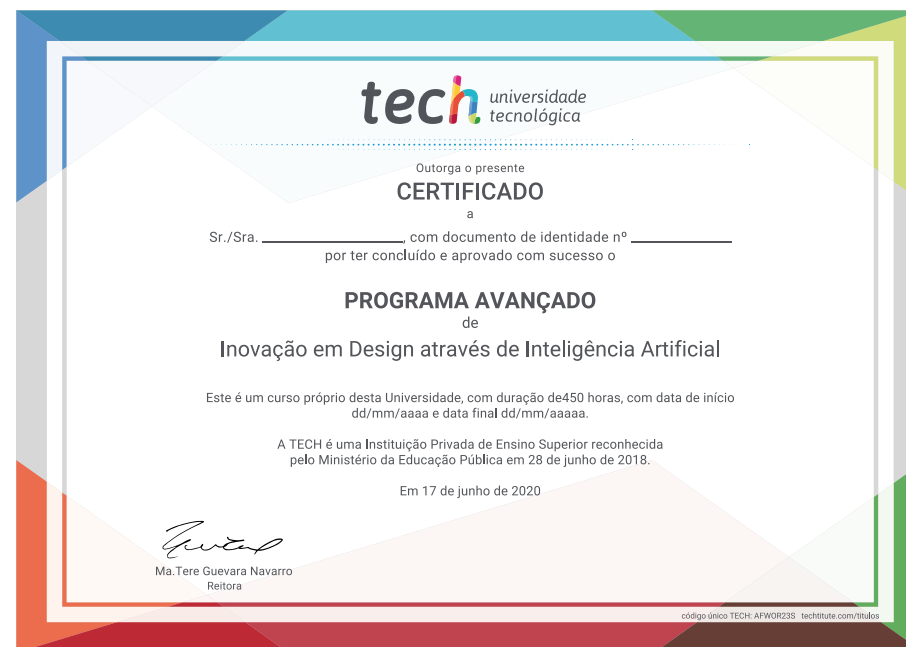 tech universidade
tecnológica
Outorga o presente
CERTIFICADO
a
Sr./Sra. , com documento de identidade nº
por ter concluído e aprovado com sucesso o
PROGRAMA AVANÇADO
de
Inovação em Design através de Inteligência Artificial
Este é um curso próprio desta Universidade, com duração de450 horas, com data de início
dd/mm/aaaa e data final dd/mm/aaaaa.
A TECH é uma Instituição Privada de Ensino Superior reconhecida
pelo Ministério da Educação Pública em 28 de junho de 2018.
Em 17 de junho de 2020
Ma.Tere Guevara Navarro
Reitora
código único TECH: AFWOR23S techtitute.com/titulos